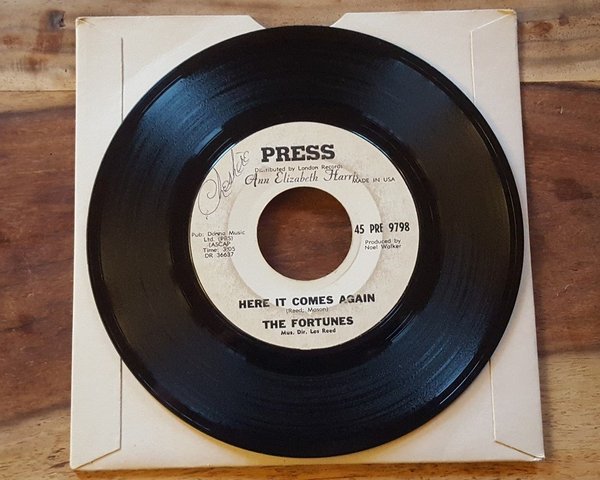 PRESS
Distributed by London Records
Ann Elizabeth Harris
MADE IN USA
45 PRE 9798
Pub: Donna Music
Ltd. (PRS)
(ASCAP
Time: 3:05
DR 36637
Produced by
Noel Walker
HERE IT COMES AGAIN
(Reed, Mason)
THE FORTUNES
Mus. Dir. Les Reed